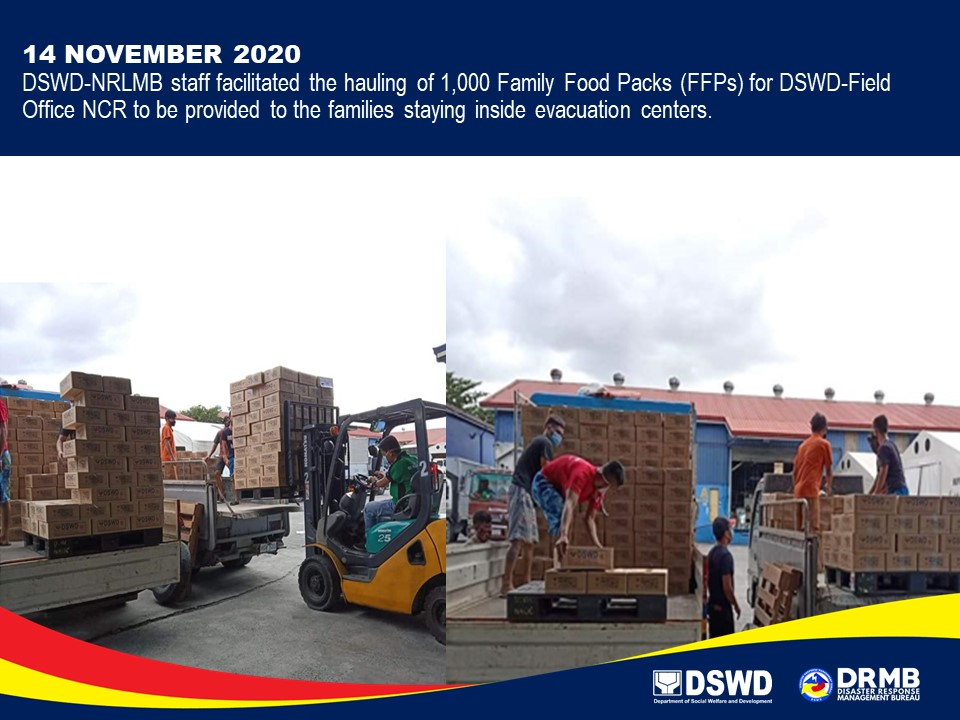 14 NOVEMBER 2020
DSWD-NRLMB staff facilitated the hauling of 1,000 Family Food Packs (FFPs) for DSWD-Field
Office NCR to be provided to the families staying inside evacuation centers.
2
25
DSWD
Department of Social Welfare and Development
DRMB
DISASTER RESPONSE
MANAGEMENT BUREAU